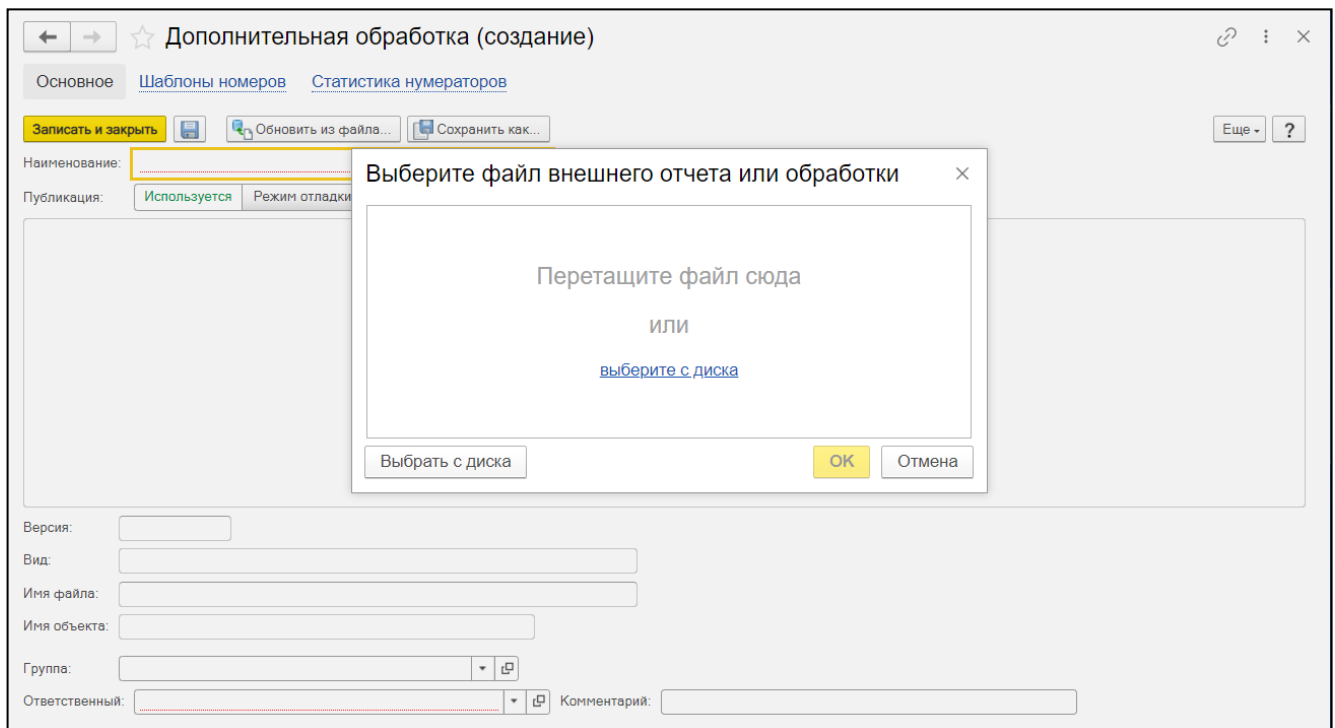 Дополнительная обработка (создание)
Основное Шаблоны номеров Статистика нумераторов
Записать и закрыть Обновить из файла... Сохранить как... Еще ?
Наименование:
Публикация: Используется Режим отладки
Выберите файл внешнего отчета или обработки
Перетащите файл сюда
или
выберите с диска
Выбрать с диска OK Отмена
Версия:
Вид:
Имя файла:
Имя объекта:
Группа:
Ответственный: Комментарий: